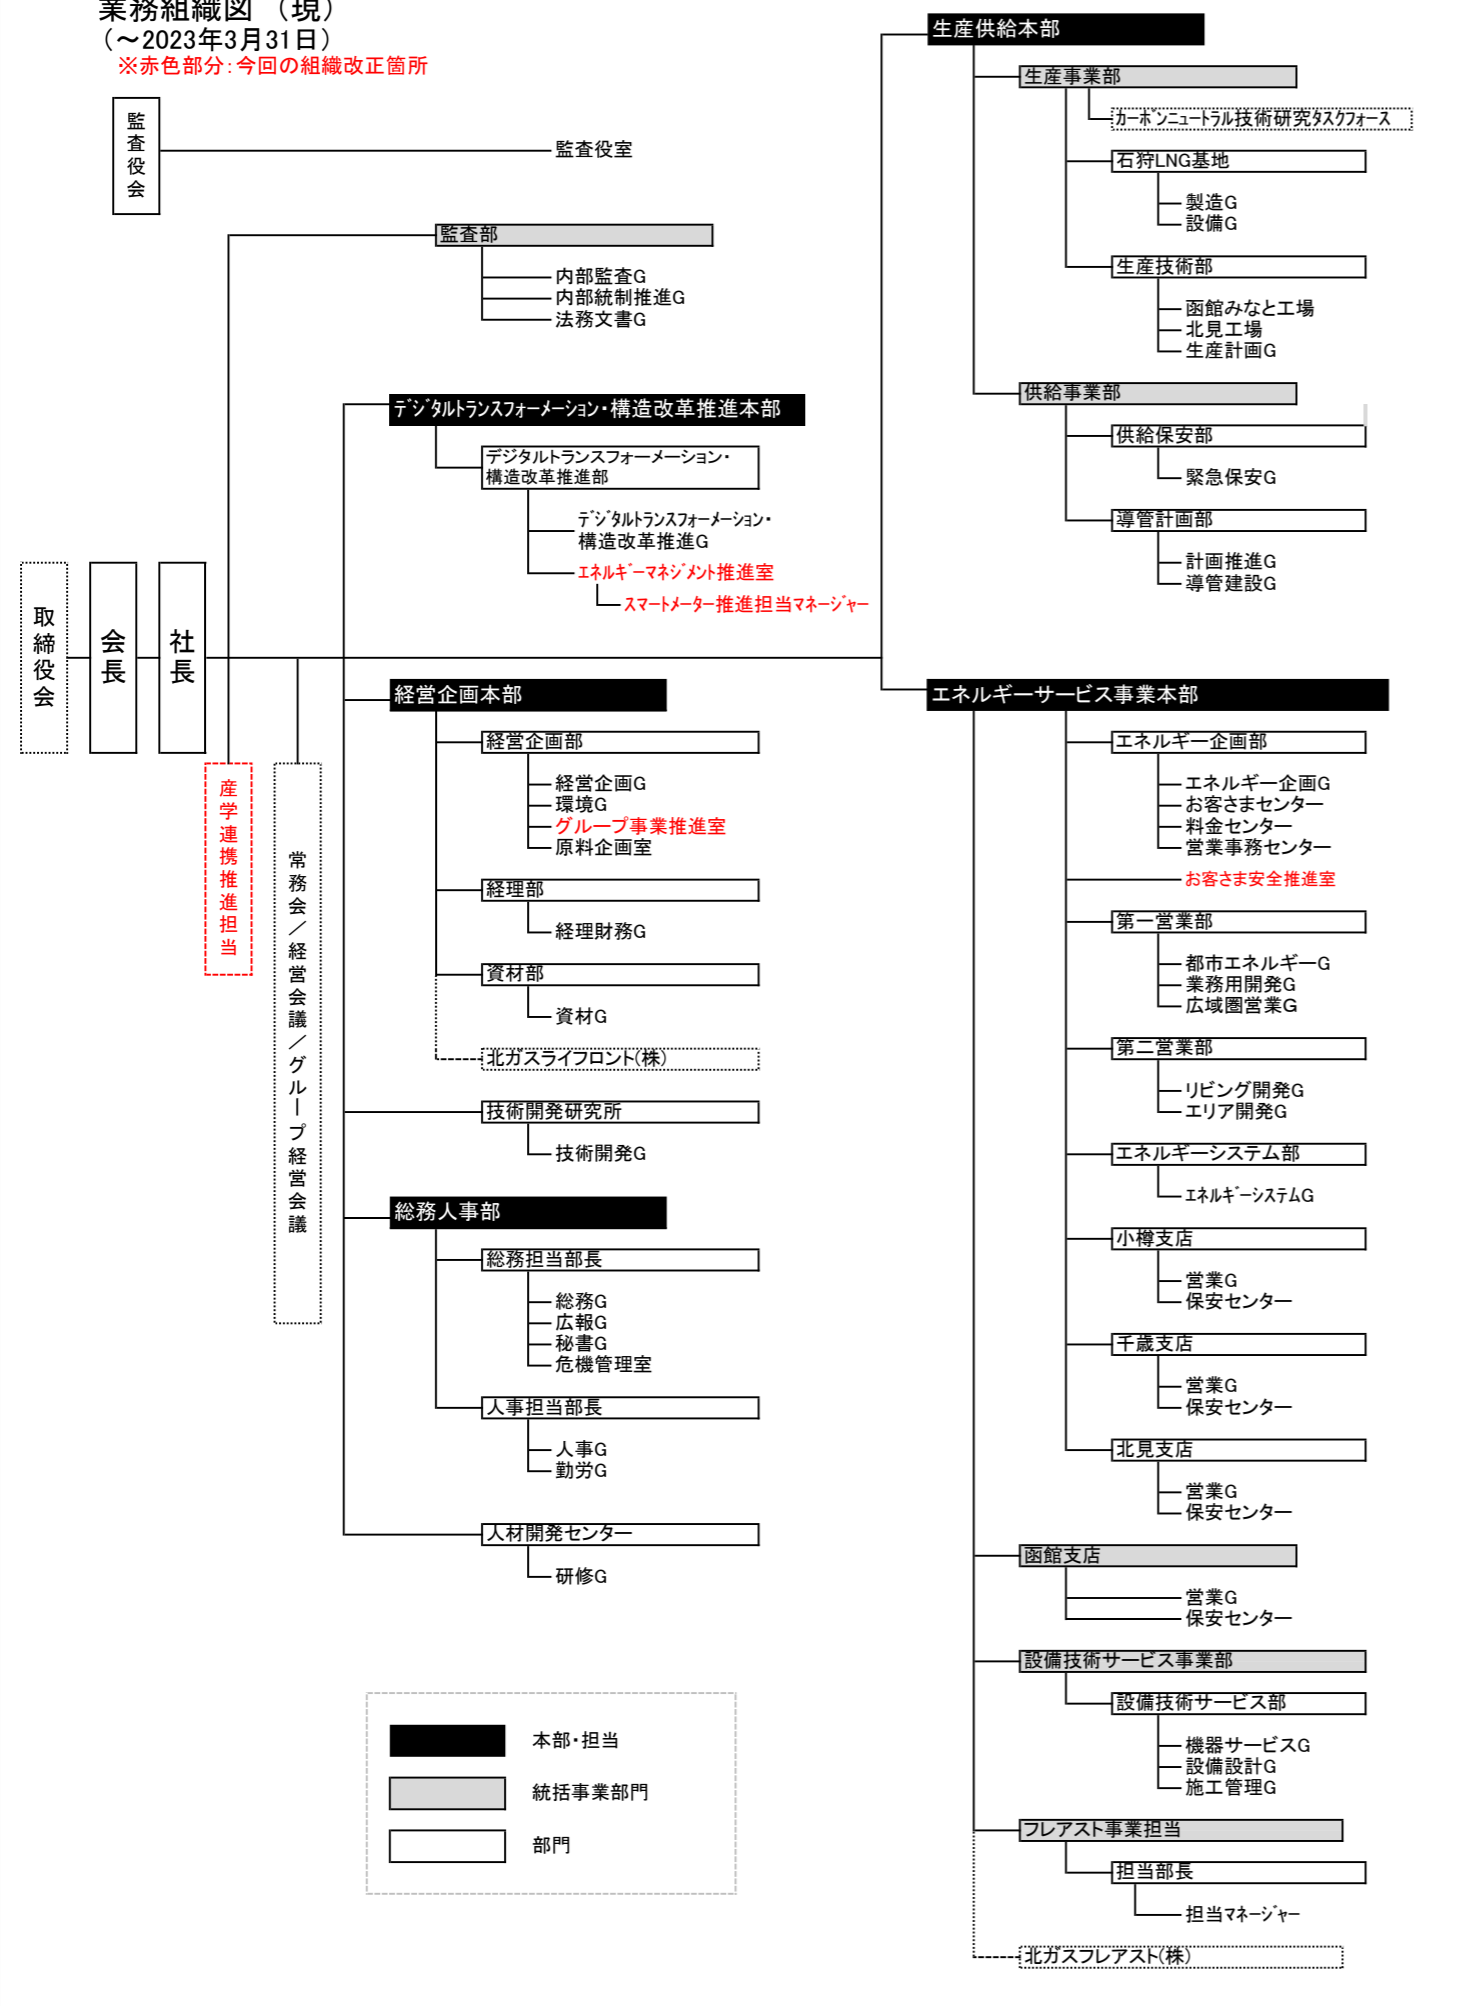 業務組織図（現）
（～2023年3月31日）
※赤色部分：今回の組織改正箇所
監査役会
監査役室
監査部
内部監査G
内部統制推進G
法務文書G
ﾃﾞｼﾞﾀﾙﾄﾗﾝｽﾌｫｰﾒｰｼｮﾝ・構造改革推進本部
デジタルトランスフォーメーション・
構造改革推進部
ﾃﾞｼﾞﾀﾙﾄﾗﾝｽﾌｫｰﾒｰｼｮﾝ・
構造改革推進G
ｴﾈﾙｷﾞｰﾏﾈｼﾞﾒﾝﾄ推進室
ｽﾏｰﾄﾒｰﾀｰ推進担当ﾏﾈｰｼﾞｬｰ
取締役会
会長
社長
産学連携推進担当
常務会／経営会議／グループ経営会議
経営企画本部
経営企画部
経営企画G
環境G
グループ事業推進室
原料企画室
経理部
経理財務G
資材部
資材G
北ガスライフロント(株)
技術開発研究所
技術開発G
総務人事部
総務担当部長
総務G
広報G
秘書G
危機管理室
人事担当部長
人事G
勤労G
人材開発センター
研修G
本部・担当
統括事業部門
部門
生産供給本部
生産事業部
ｶｰﾎﾞﾝﾆｭｰﾄﾗﾙ技術研究ﾀｽｸﾌｫｰｽ
石狩LNG基地
製造G
設備G
生産技術部
函館みなと工場
北見工場
生産計画G
供給事業部
供給保安部
緊急保安G
導管計画部
計画推進G
導管建設G
エネルギーサービス事業本部
エネルギー企画部
エネルギー企画G
お客さまセンター
料金センター
営業事務センター
お客さま安全推進室
第一営業部
都市エネルギーG
業務用開発G
広域圏営業G
第二営業部
リビング開発G
エリア開発G
エネルギーシステム部
ｴﾈﾙｷﾞｰｼｽﾃﾑG
小樽支店
営業G
保安センター
千歳支店
営業G
保安センター
北見支店
営業G
保安センター
函館支店
営業G
保安センター
設備技術サービス事業部
設備技術サービス部
機器サービスG
設備設計G
施工管理G
フレアスト事業担当
担当部長
担当ﾏﾈｰｼﾞｬｰ
北ガスフレアスト(株)